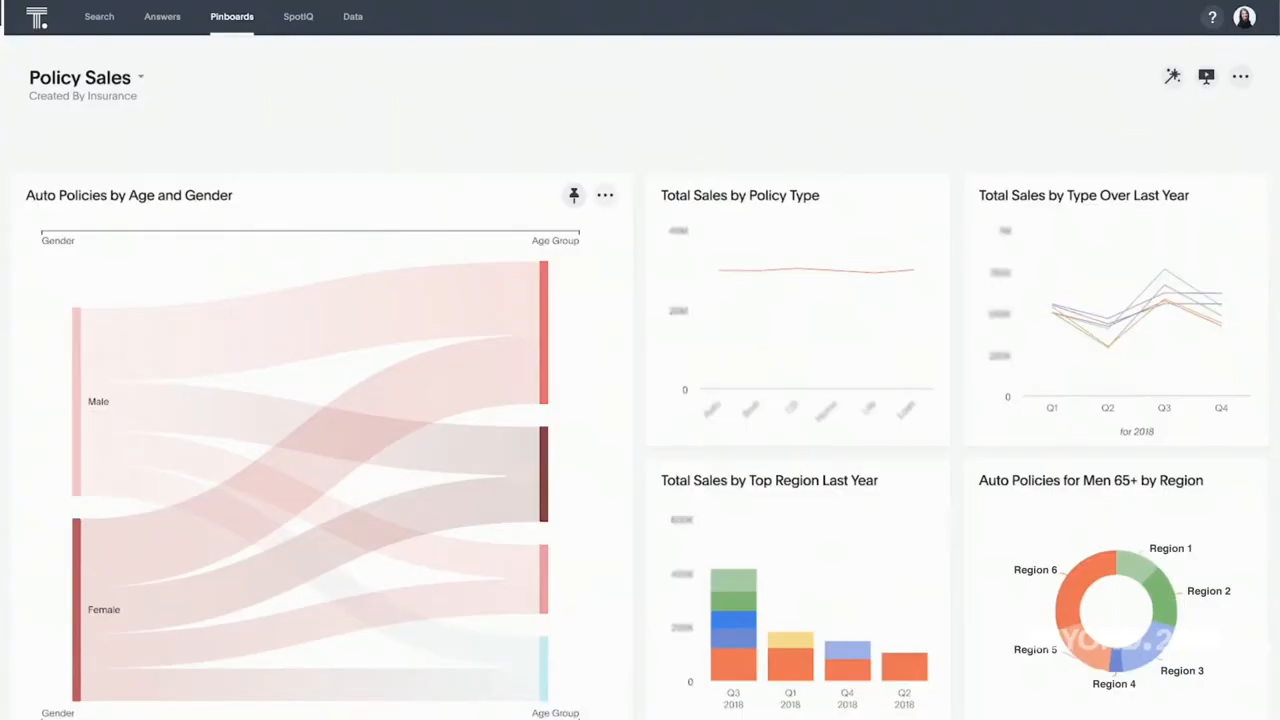 Search Answers Pinboards SpotIQ Data ?
Policy Sales
Created By Insurance
Auto Policies by Age and Gender
Gender Age Group
Male
Female
Gender Age Group
Total Sales by Policy Type
0
Total Sales by Type Over Last Year
0
Q1 Q2 Q3 Q4
for 2018
Total Sales by Top Region Last Year
0
Q3 Q1 Q4 Q2
2018 2018 2018 2018
Auto Policies for Men 65+ by Region
Region 1
Region 6
Region 2
Region 5
Region 3
Region 4